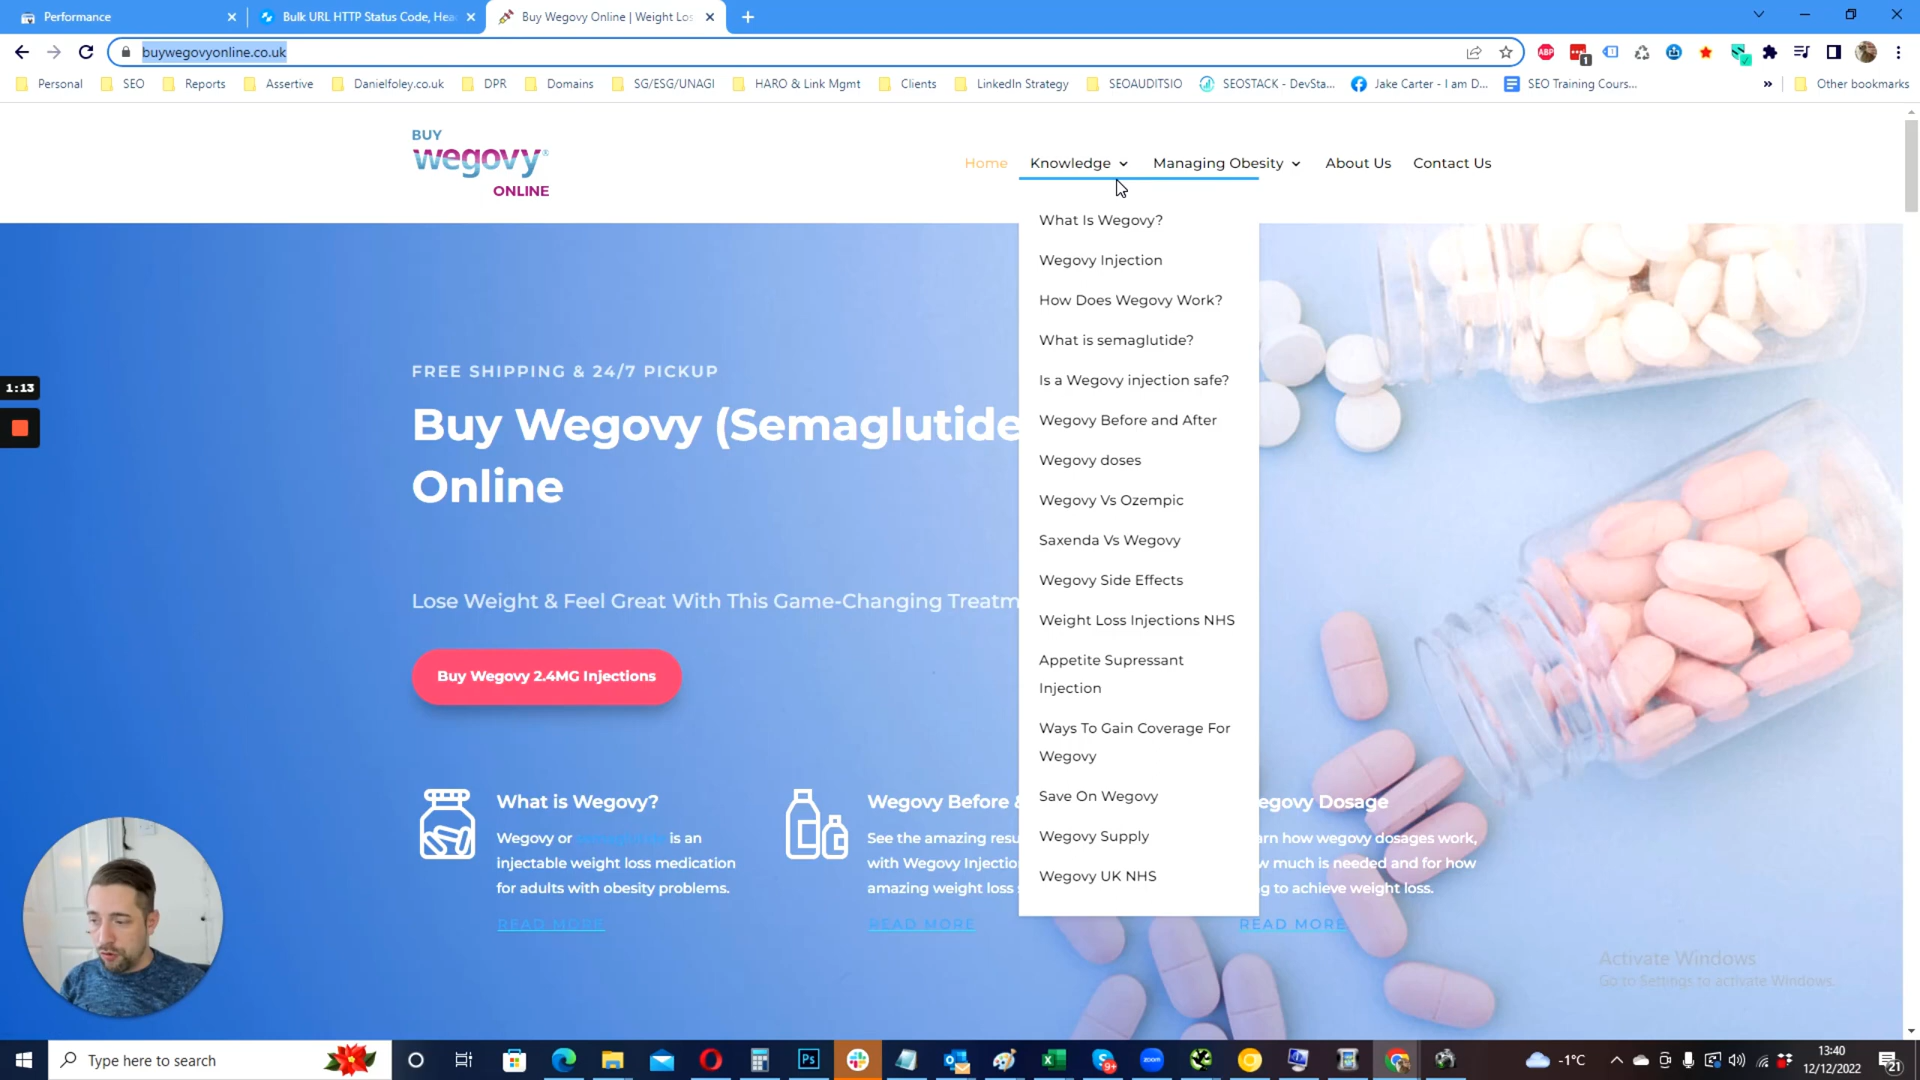 Performance
Bulk URL HTTP Status Code, Hea
Buy Wegovy Online | Weight Los
buywegovyonline.co.uk
ABP
1
Personal
SEO
Reports
Assertive
Danielfoley.co.uk
DPR
Domains
SG/ESG/UNAGI
HARO & Link Mgmt
Clients
LinkedIn Strategy
SEOAUDITSIO
SEOSTACK - DevSta...
Jake Carter - I am D...
SEO Training Cours...
»
Other bookmarks
BUY
wegovy®
ONLINE
Home
Knowledge
Managing Obesity
About Us
Contact Us
What Is Wegovy?
Wegovy Injection
How Does Wegovy Work?
What is semaglutide?
Is a Wegovy injection safe?
Wegovy Before and After
Wegovy doses
Wegovy Vs Ozempic
Saxenda Vs Wegovy
Wegovy Side Effects
Weight Loss Injections NHS
Appetite Supressant
Injection
Ways To Gain Coverage For
Wegovy
Save On Wegovy
Wegovy Supply
Wegovy UK NHS
FREE SHIPPING & 24/7 PICKUP
Buy Wegovy (Semaglutide
Online
1:13
Lose Weight & Feel Great With This Game-Changing Treatm
Buy Wegovy 2.4MG Injections
What is Wegovy?
Wegovy or semaglutide is an
injectable weight loss medication
for adults with obesity problems.
READ MORE
Wegovy Before &
See the amazing resu
with Wegovy Injectio
amazing weight loss s
READ MORE
egovy Dosage
arn how wegovy dosages work,
w much is needed and for how
g to achieve weight loss.
READ MORE
Activate Windows
Go to Settings to activate Windows.
Type here to search
Ps
zoom
9+
-1°C
13:40
12/12/2022
21